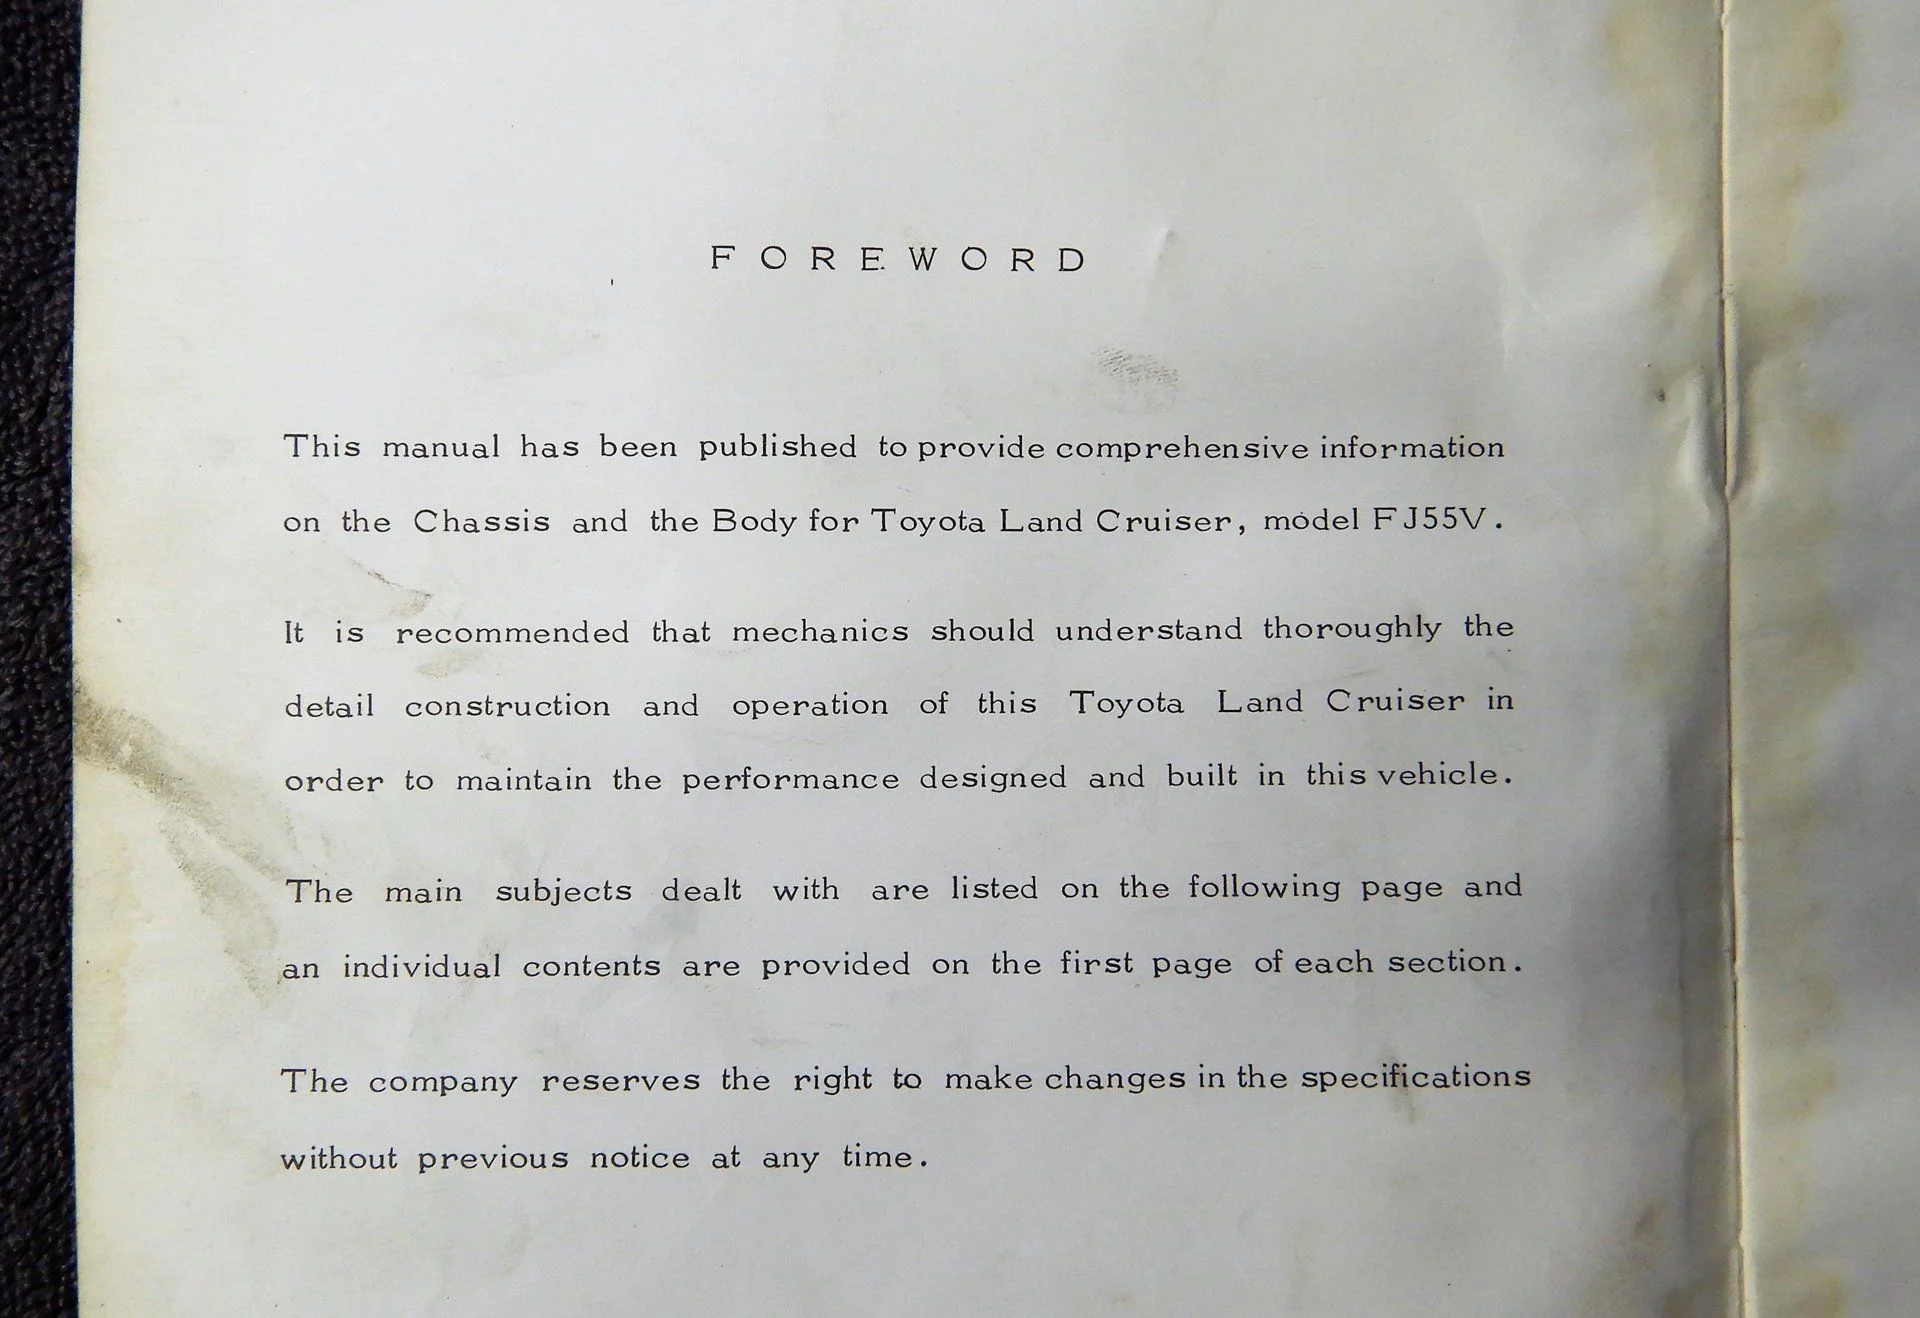 FOREWORD
This manual has been published to provide comprehensive information
on the Chassis and the Body for Toyota Land Cruiser, model FJ55V.
It is recommended that mechanics should understand thoroughly the
detail construction and operation of this Toyota Land Cruiser in
order to maintain the performance designed and built in this vehicle.
The main subjects dealt with are listed on the following page and
an individual contents are provided on the first page of each section.
The company reserves the right to make changes in the specifications
without previous notice at any time.